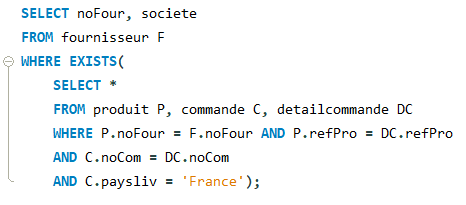 SELECT noFour, societe
FROM fournisseur F
WHERE EXISTS(
SELECT *
FROM produit P, commande C, detailcommande DC
WHERE P.noFour = F.noFour AND P.refPro = DC.refPro
AND C.noCom = DC.noCom
AND C.paysliv = 'France');